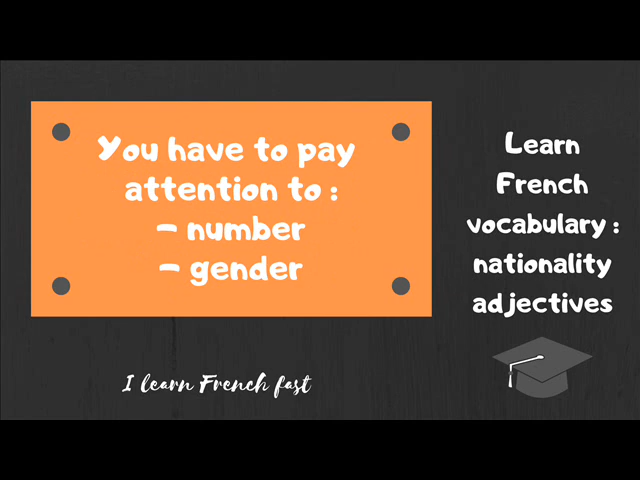 You have to pay
attention to :
- number
- gender
Learn
French
vocabulary :
nationality
adjectives
I learn French fast